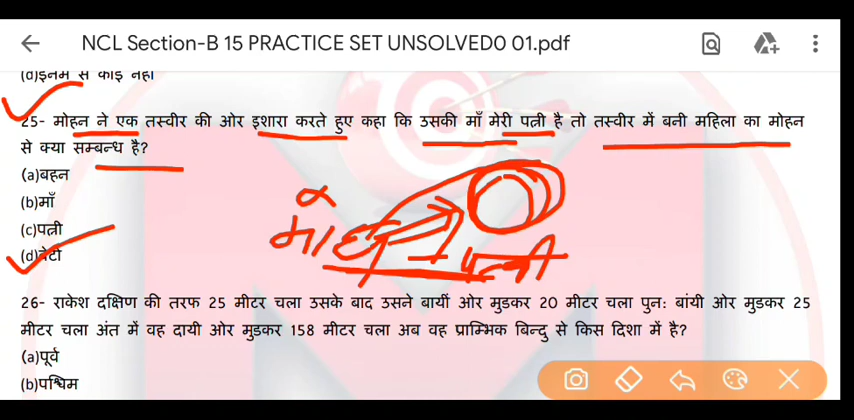 NCL Section-B 15 PRACTICE SET UNSOLVED0 01.pdf
(d)इनमे से कोई नहीं
25- मोहन ने एक तस्वीर की ओर इशारा करते हुए कहा कि उसकी माँ मेरी पत्नी है तो तस्वीर में बनी महिला का मोहन
से क्या सम्बन्ध है?
(a)बहन
(b)माँ
(c)पत्नी
(d)बेटी
माँ
पत्नी
26- राकेश दक्षिण की तरफ 25 मीटर चला उसके बाद उसने बायीं ओर मुडकर 20 मीटर चला पुन: बांयी ओर मुडकर 25
मीटर चला अंत में वह दायी ओर मुडकर 158 मीटर चला अब वह प्राम्भिक बिन्दु से किस दिशा में है?
(a)पूर्व
(b)पश्चिम